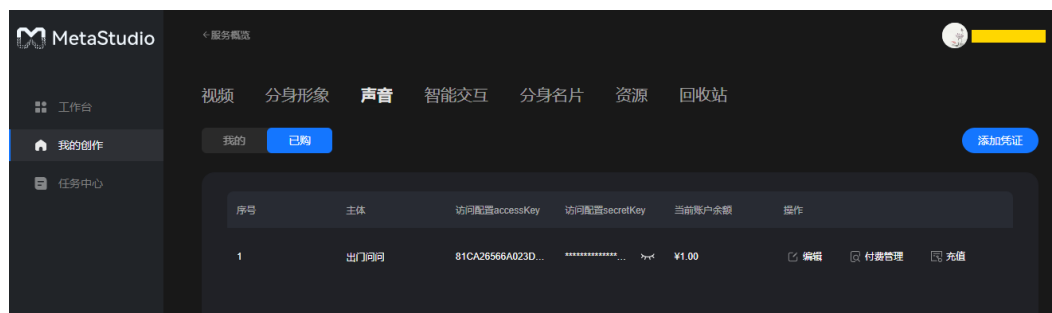 MetaStudio
←服务概览
视频 分身形象 声音 智能交互 分身名片 资源 回收站
工作台
我的创作
任务中心
我的 已购
添加凭证
序号 主体 访问配置accessKey 访问配置secretKey 当前账户余额 操作
1 出门问问 81CA26566A023D... **************... ¥1.00 编辑 付费管理 充值